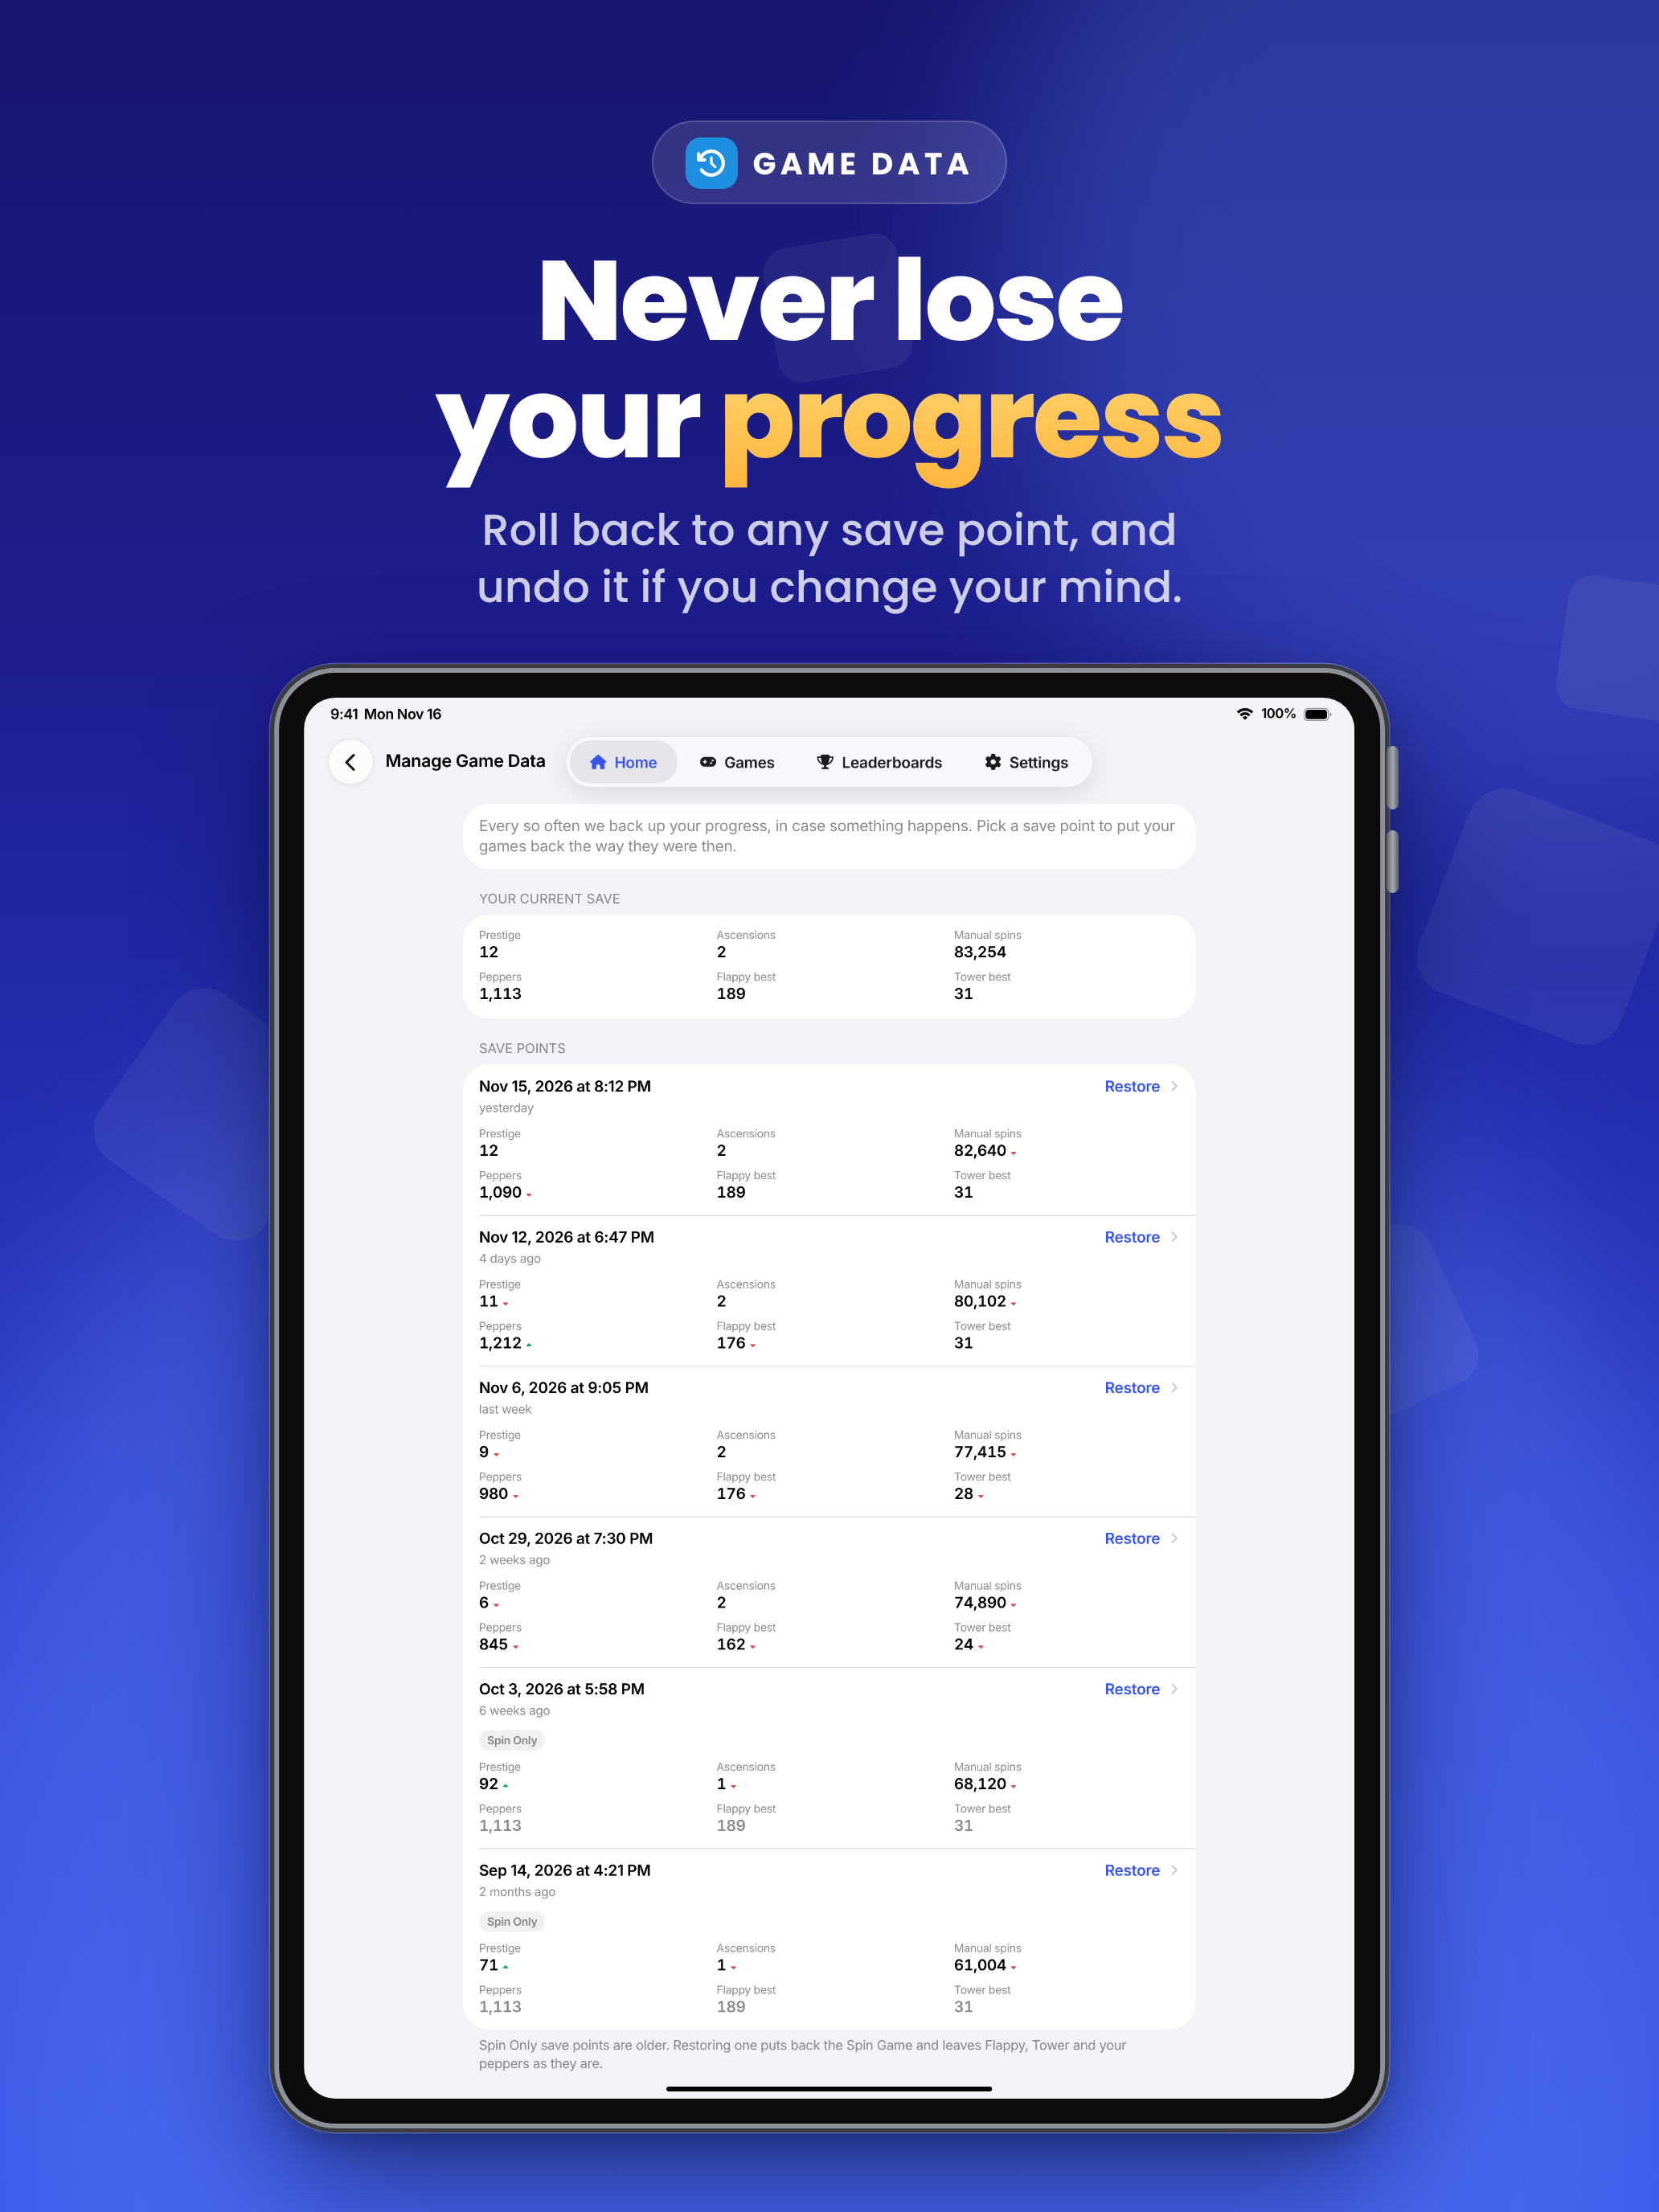 GAME DATA
Never lose
your progress
Roll back to any save point, and
undo it if you change your mind.
9:41 Mon Nov 16
100%
Manage Game Data
Home
Games
Leaderboards
Settings
Every so often we back up your progress, in case something happens. Pick a save point to put your
games back the way they were then.
YOUR CURRENT SAVE
Prestige Ascensions Manual spins
12 2 83,254
Peppers Flappy best Tower best
1,113 189 31
SAVE POINTS
Nov 15, 2026 at 8:12 PM Restore
yesterday
Prestige Ascensions Manual spins
12 2 82,640
Peppers Flappy best Tower best
1,090 189 31
Nov 12, 2026 at 6:47 PM Restore
4 days ago
Prestige Ascensions Manual spins
11 2 80,102
Peppers Flappy best Tower best
1,212 176 31
Nov 6, 2026 at 9:05 PM Restore
last week
Prestige Ascensions Manual spins
9 2 77,415
Peppers Flappy best Tower best
980 176 28
Oct 29, 2026 at 7:30 PM Restore
2 weeks ago
Prestige Ascensions Manual spins
6 2 74,890
Peppers Flappy best Tower best
845 162 24
Oct 3, 2026 at 5:58 PM Restore
6 weeks ago
Spin Only
Prestige Ascensions Manual spins
92 1 68,120
Peppers Flappy best Tower best
1,113 189 31
Sep 14, 2026 at 4:21 PM Restore
2 months ago
Spin Only
Prestige Ascensions Manual spins
71 1 61,004
Peppers Flappy best Tower best
1,113 189 31
Spin Only save points are older. Restoring one puts back the Spin Game and leaves Flappy, Tower and your
peppers as they are.